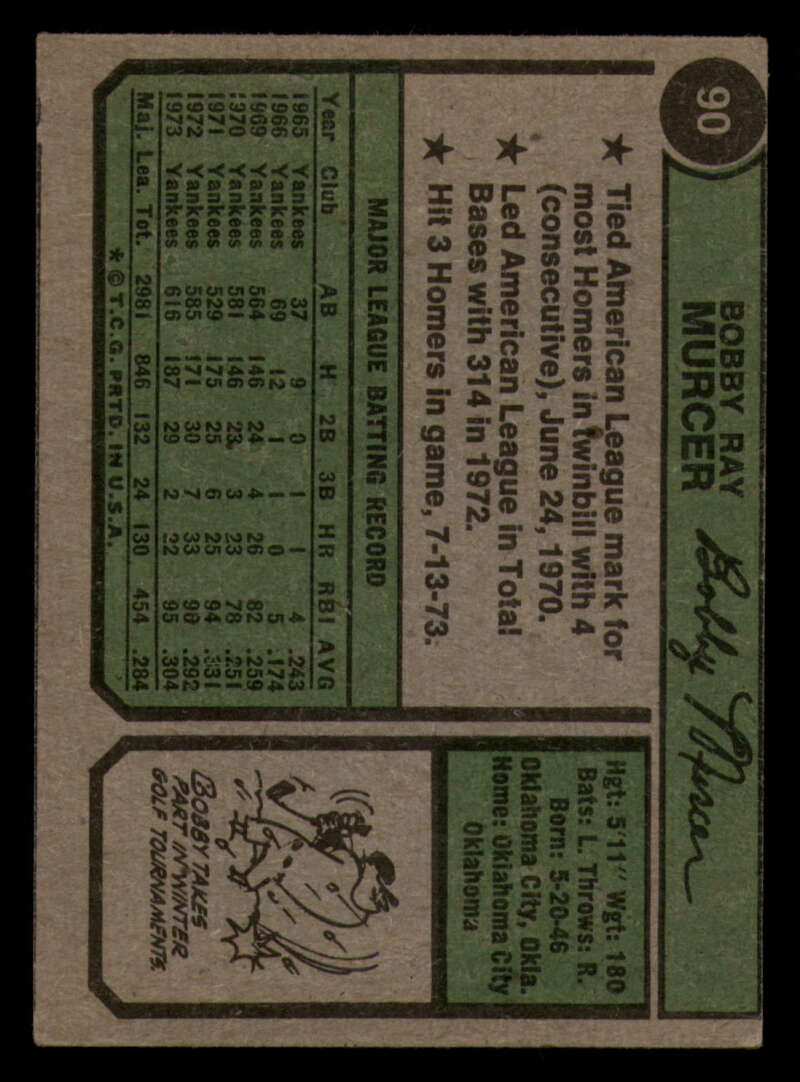 90
BOBBY RAY
MURCER
Bobby Murcer
★ Tied American League mark for
most Homers in twinbill with 4
(consecutive), June 24, 1970.
★ Led American League in Total
Bases with 314 in 1972.
★ Hit 3 Homers in game, 7-13-73.
Hgt: 5'11" Wgt: 180
Bats: L. Throws: R.
Born: 5-20-46
Oklahoma City, Okla.
Home: Oklahoma City
Oklahoma
MAJOR LEAGUE BATTING RECORD
Year Club AB H 2B 3B HR RBI AVG
1965 Yankees 37 9 0 1 1 4 .243
1966 Yankees 69 12 1 0 0 5 .174
1969 Yankees 564 146 24 4 26 82 .259
1970 Yankees 581 146 23 3 23 78 .251
1971 Yankees 529 175 25 6 25 94 .331
1972 Yankees 585 171 30 7 33 96 .292
1973 Yankees 616 187 29 2 22 95 .304
Maj. Lea. Tot. 2981 846 132 24 130 454 .284
* © T.C.G. PRTD. IN U.S.A.
BOBBY TAKES
PART IN WINTER
GOLF TOURNAMENTS.